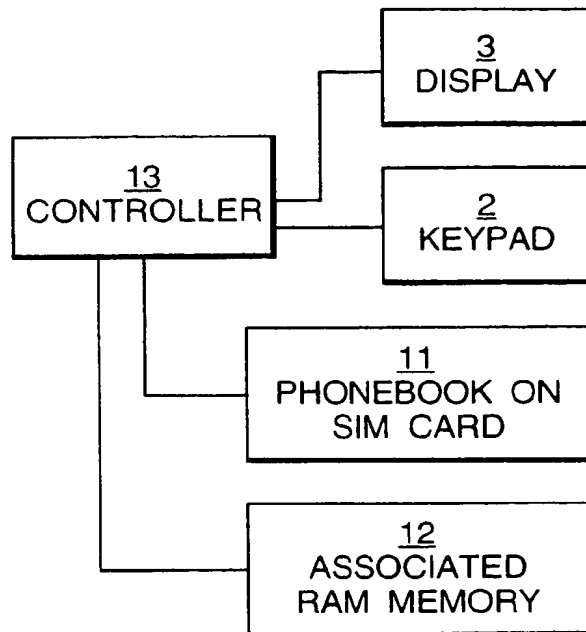 3
DISPLAY
13
CONTROLLER
2
KEYPAD
11
PHONEBOOK ON
SIM CARD
12
ASSOCIATED
RAM MEMORY